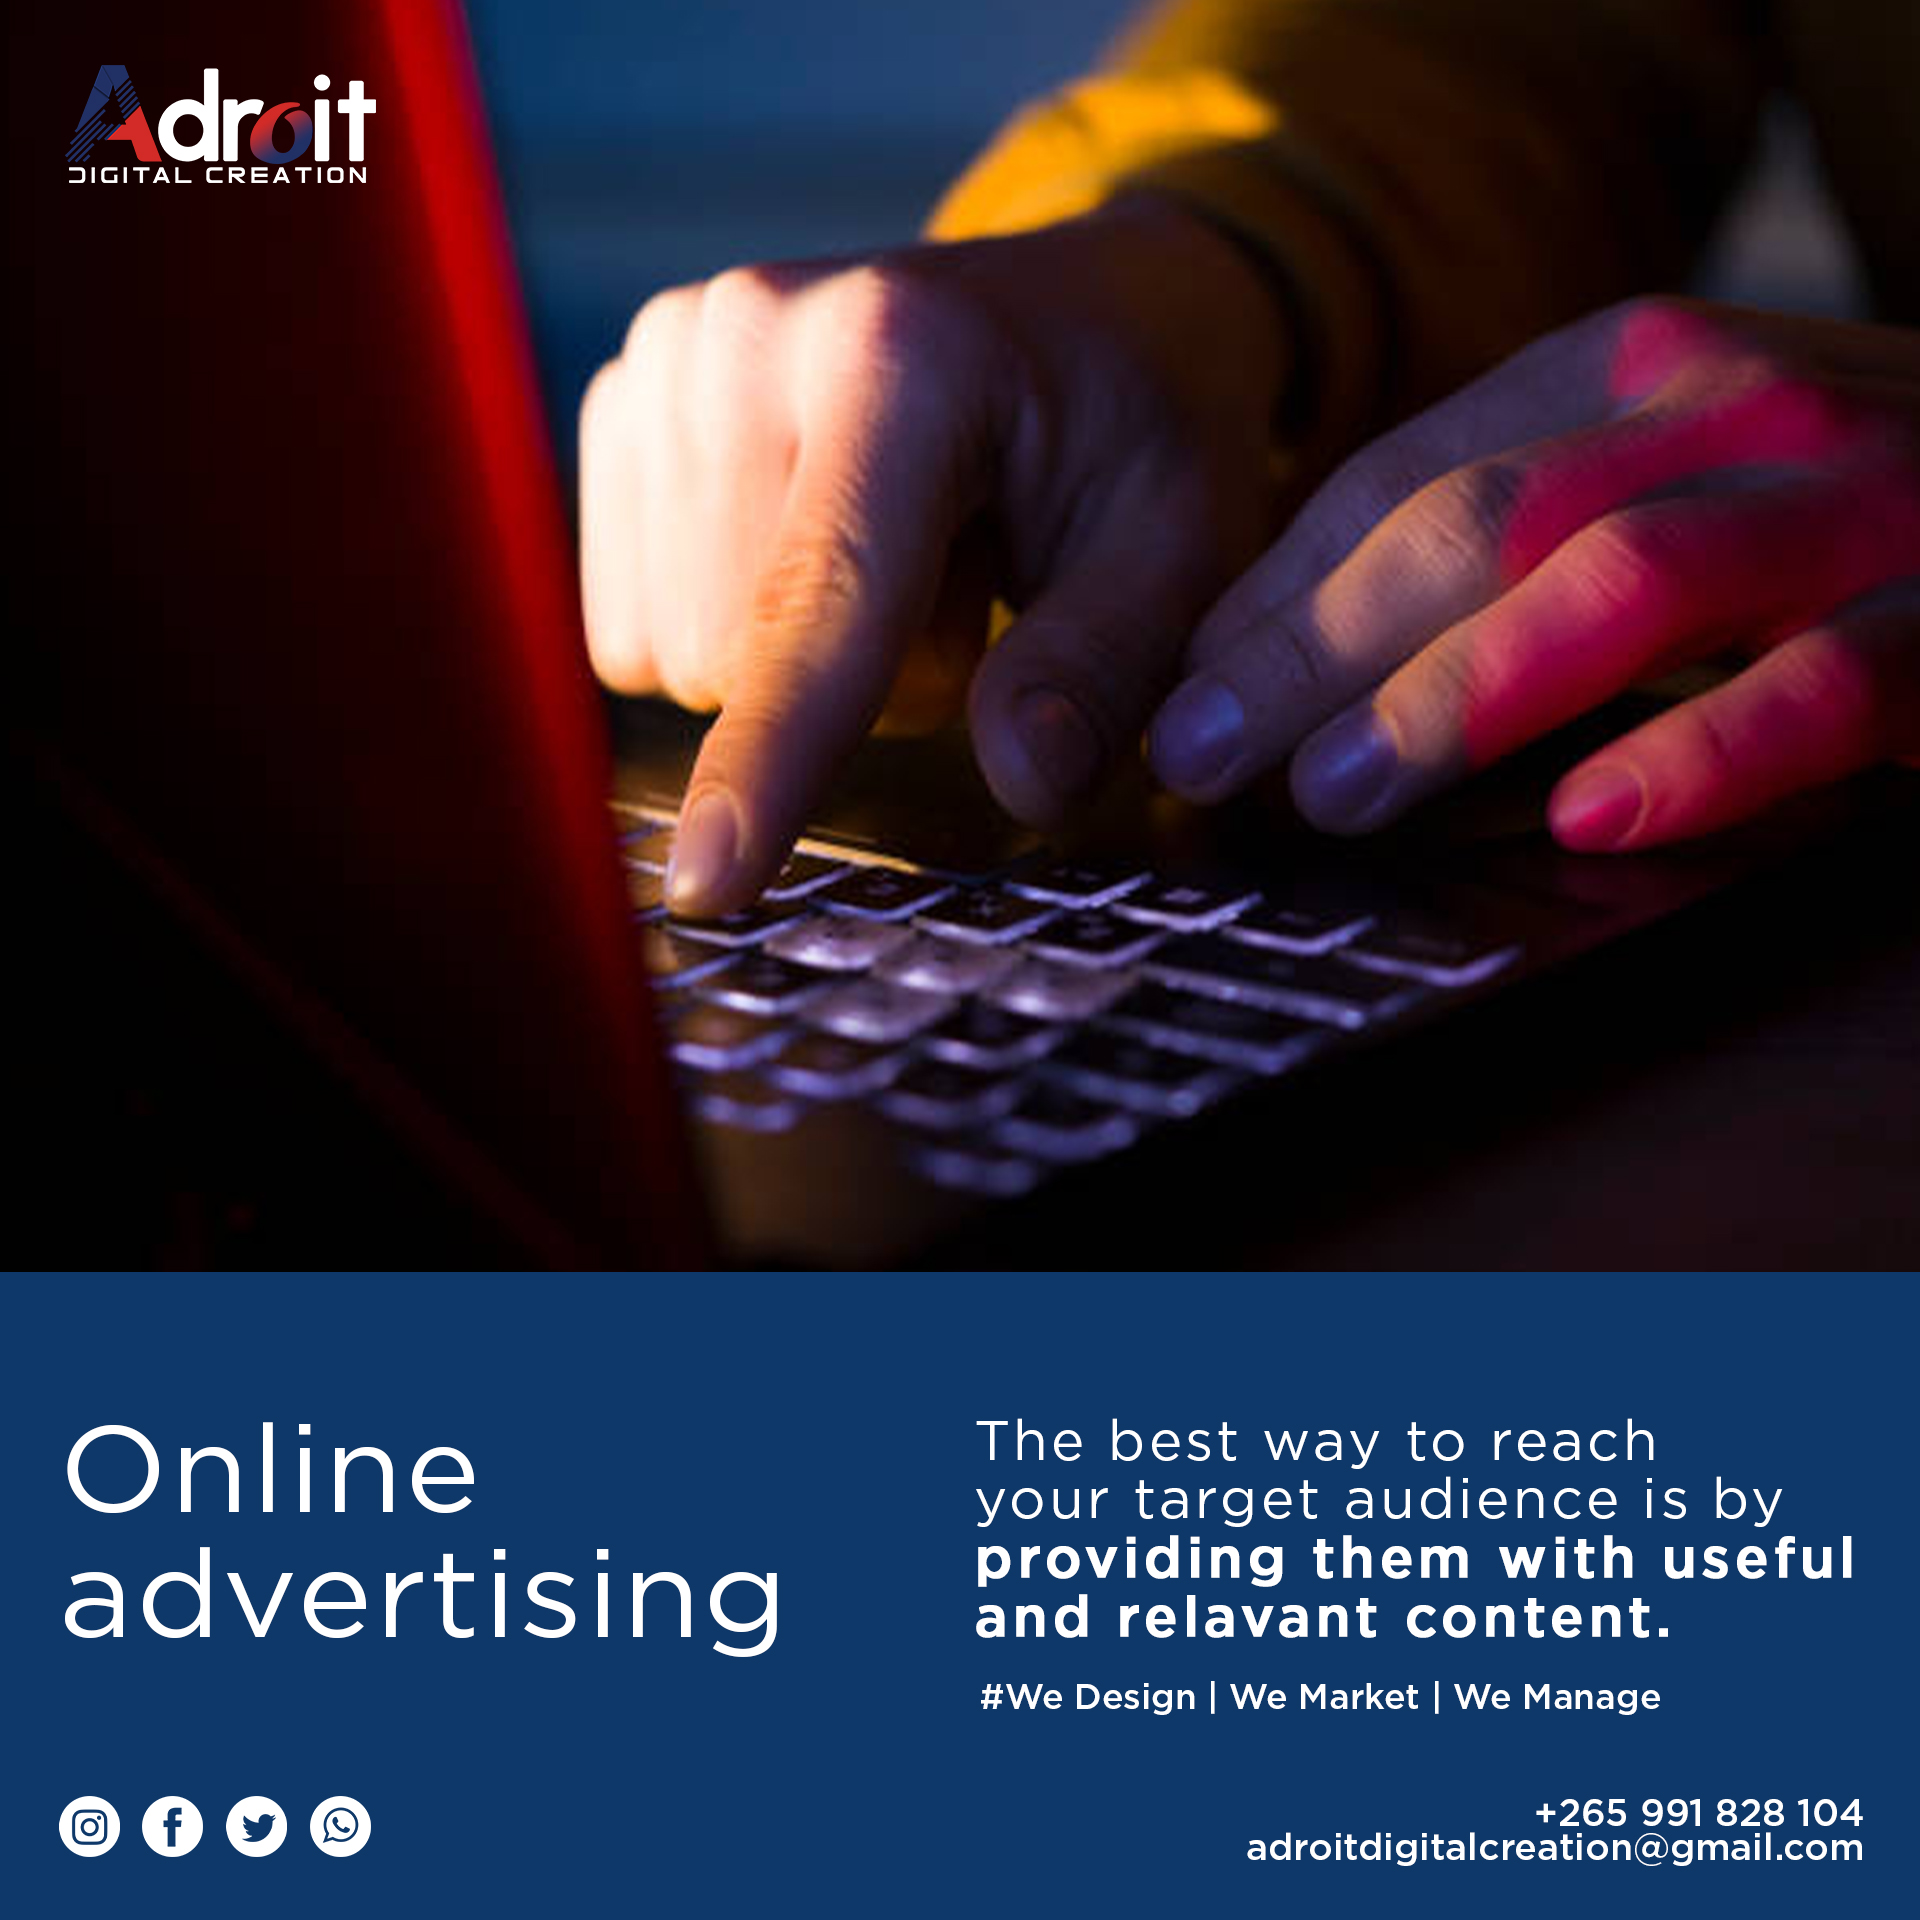 Adroit
DIGITAL CREATION
Online
advertising
The best way to reach
your target audience is by
providing them with useful
and relavant content.
#We Design | We Market | We Manage
+265 991 828 104
adroitdigitalcreation@gmail.com